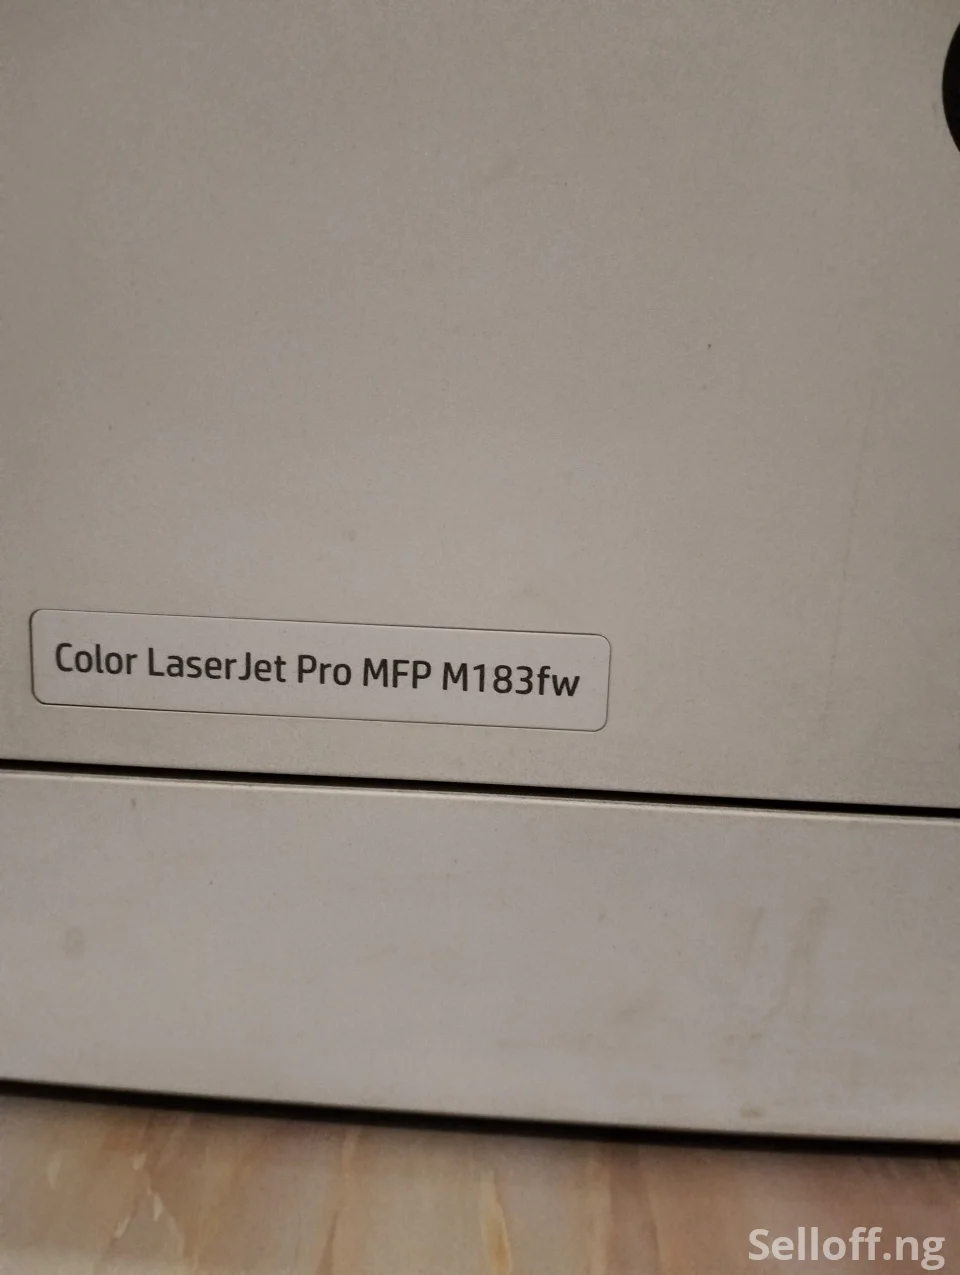 Color LaserJet Pro MFP M183fw
Selloff.ng